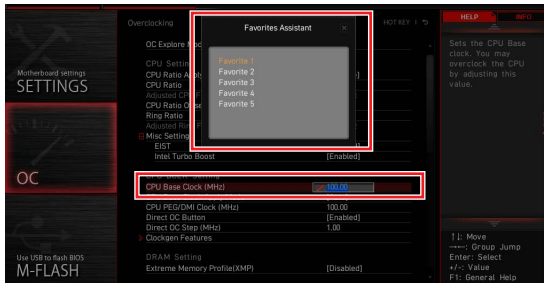 Overclocking
HOT KEY
HELP
INFO
Favorites Assistant
Favorite 1
Favorite 2
Favorite 3
Favorite 4
Favorite 5
Motherboard settings
SETTINGS
OC
Use USB to flash BIOS
M-FLASH
OC Explore
CPU Ratio
CPU Ratio
Ring Ratio
Misc Setting
EIST
Intel Turbo Boost [Enabled]
CPU Base Clock (MHz) 100.00
CPU PEG/DMI Clock (MHz) 100.00
Direct OC Button [Enabled]
Direct OC Step (MHz) 1.00
Clockgen Features
DRAM Setting
Extreme Memory Profile(XMP) [Disabled]
Sets the CPU Base
clock. You may
overclock the CPU
by adjusting this
value.
↑↓: Move
→←: Group Jump
Enter: Select
+/-: Value
F1: General Help